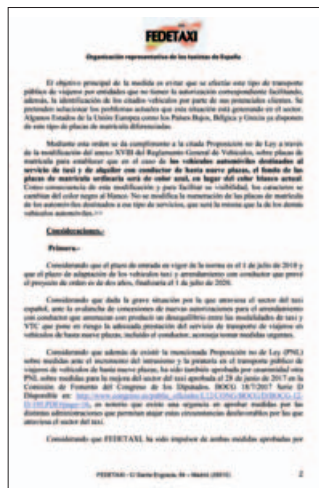 FEDETAXI
Organización representativa de los taxistas de España
El objetivo principal de la medida es evitar que se efectúe este tipo de transporte
público de viajeros por entidades que no tienen la autorización correspondiente facilitando,
además, la identificación de los citados vehículos por parte de sus potenciales clientes. Se
pretenden solucionar los problemas actuales que esta situación está generando en el sector.
Algunos Estados de la Unión Europea como los Países Bajos, Bélgica y Grecia ya disponen
de este tipo de placas de matrícula diferenciadas.
Mediante esta orden se da cumplimiento a la citada Proposición no de Ley a través
de la modificación del anexo XVIII del Reglamento General de Vehículos, sobre placas de
matrícula para establecer que en el caso de los vehículos automóviles destinados al
servicio de taxi y de alquiler con conductor de hasta nueve plazas, el fondo de las
placas de matrícula ordinaria será de color azul, en lugar del color blanco actual.
Como consecuencia de esta modificación y para facilitar su visibilidad, los caracteres se
cambian del color negro al blanco. No se modifica la numeración de las placas de matrícula
de los automóviles destinados a ese tipo de servicios, que será la misma que la de los demás
vehículos automóviles.>>
Consideraciones.-
Primera.-
Considerando que el plazo de entrada en vigor de la norma es el 1 de julio de 2018 y
que el plazo de adaptación de los vehículos taxi y arrendamiento con conductor que prevé
el proyecto de orden es de dos años, finalizaría el 1 de julio de 2020.
Considerando que dada la grave situación por la que atraviesa el sector del taxi
español, ante la avalancha de concesiones de nuevas autorizaciones para el arrendamiento
con conductor que amenazan con producir un desequilibrio entre las modalidades de taxi y
VTC que pone en riesgo la adecuada prestación del servicio de transporte de viajeros en
vehículos de hasta nueve plazas, incluido el conductor, aconseja tomar medidas urgentes.
Considerando que además de existir la mencionada Proposición no de Ley (PNL)
sobre medidas ante el incremento del intrusismo y la piratería en el transporte público de
viajeros de vehículos de hasta nueve plazas, ha sido también aprobada por unanimidad otra
PNL sobre medidas para la mejora del sector del taxi aprobada el 28 de junio de 2017 en la
Comisión de Fomento del Congreso de los Diputados. BOCG 18/7/2017 Serie D
Disponible en:
es notorio que existe una urgencia en aprobar medidas por las
distintas administraciones que permitan atajar estas circunstancias desfavorables por las que
atraviesa el sector del taxi.
Considerando que FEDETAXI, ha sido impulsor de ambas medidas aprobadas por
FEDETAXI - C/ Santa Engracia, - Madrid
2